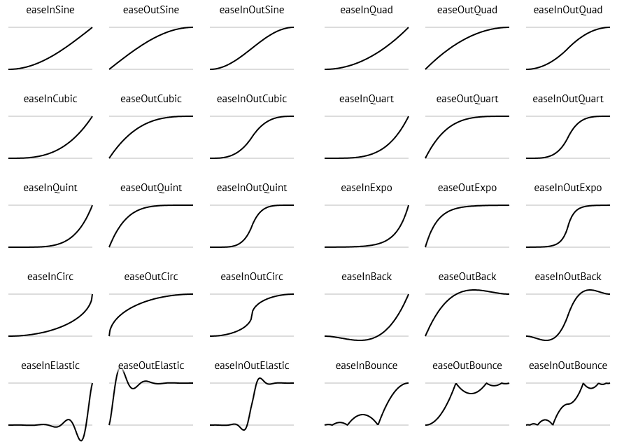 easeInSine easeOutSine easeInOutSine easeInQuad easeOutQuad easeInOutQuad
easeInCubic easeOutCubic easeInOutCubic easeInQuart easeOutQuart easeInOutQuart
easeInQuint easeOutQuint easeInOutQuint easeInExpo easeOutExpo easeInOutExpo
easeInCirc easeOutCirc easeInOutCirc easeInBack easeOutBack easeInOutBack
easeInElastic easeOutElastic easeInOutElastic easeInBounce easeOutBounce easeInOutBounce